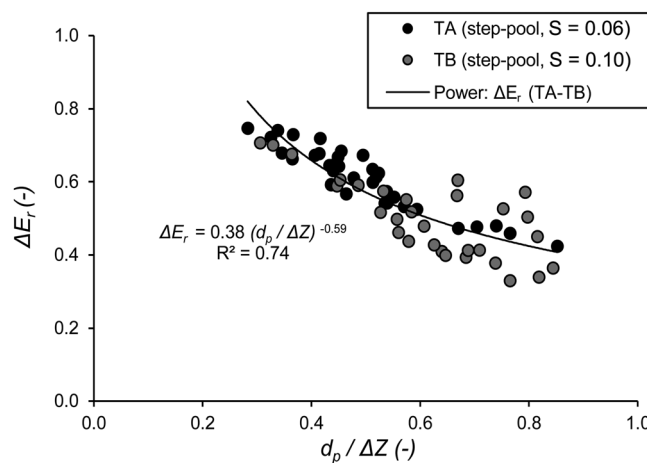 TA (step-pool, S = 0.06)
TB (step-pool, S = 0.10)
Power: ΔEr (TA-TB)
1.0
0.8
0.6
0.4
0.2
0.0
ΔEr (-)
ΔEr = 0.38 (dp / ΔZ) -0.59
R² = 0.74
0.0 0.2 0.4 0.6 0.8 1.0
dp / ΔZ (-)